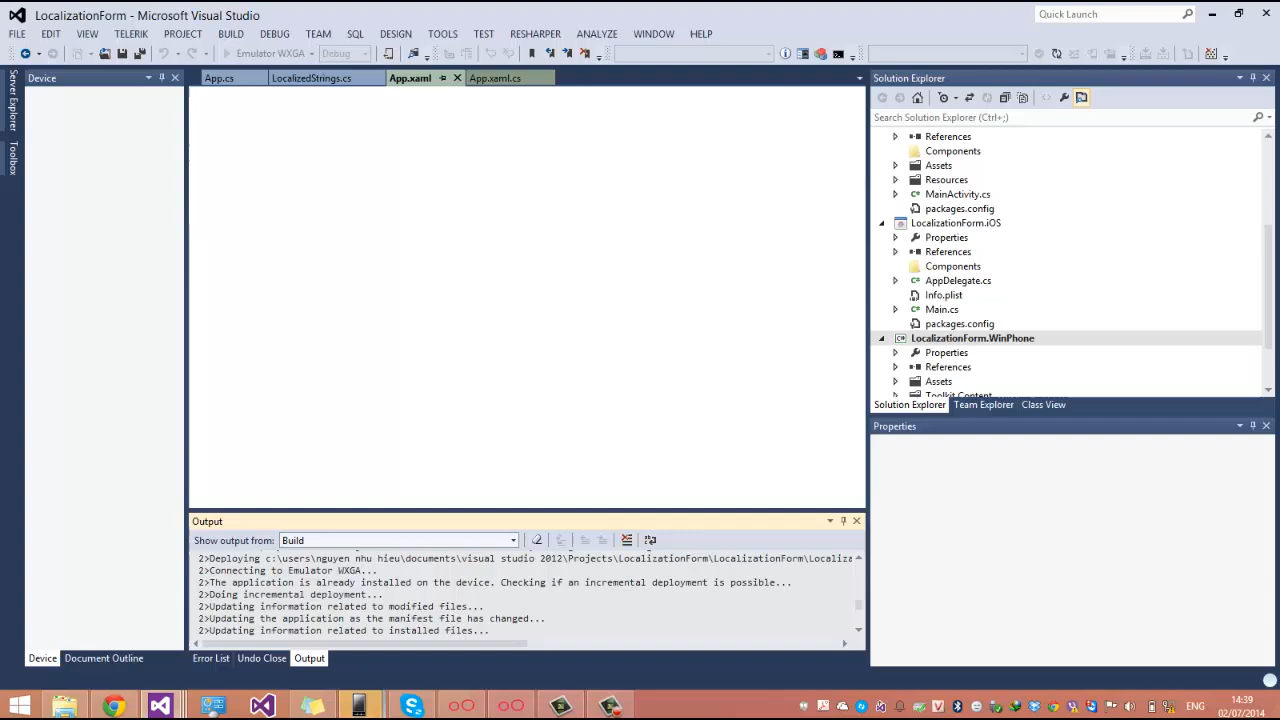 LocalizationForm - Microsoft Visual Studio
Quick Launch
FILE EDIT VIEW TELERIK PROJECT BUILD DEBUG TEAM SQL DESIGN TOOLS TEST RESHARPER ANALYZE WINDOW HELP
Emulator WXGA Debug
Server Explorer
Toolbox
Device
App.cs LocalizedStrings.cs App.xaml App.xaml.cs
Solution Explorer
Search Solution Explorer (Ctrl+;)
References
Components
Assets
Resources
MainActivity.cs
packages.config
LocalizationForm.iOS
Properties
References
Components
AppDelegate.cs
Info.plist
Main.cs
packages.config
LocalizationForm.WinPhone
Properties
References
Assets
Toolkit.Content
Solution Explorer Team Explorer Class View
Properties
Output
Show output from: Build
2>Deploying c:\users\nguyen nhu hieu\documents\visual studio 2012\Projects\LocalizationForm\LocalizationForm\Localiza
2>Connecting to Emulator WXGA...
2>The application is already installed on the device. Checking if an incremental deployment is possible...
2>Doing incremental deployment...
2>Updating information related to modified files...
2>Updating the application as the manifest file has changed...
2>Updating information related to installed files...
Device Document Outline
Error List Undo Close Output
ENG
14:39
02/07/2014